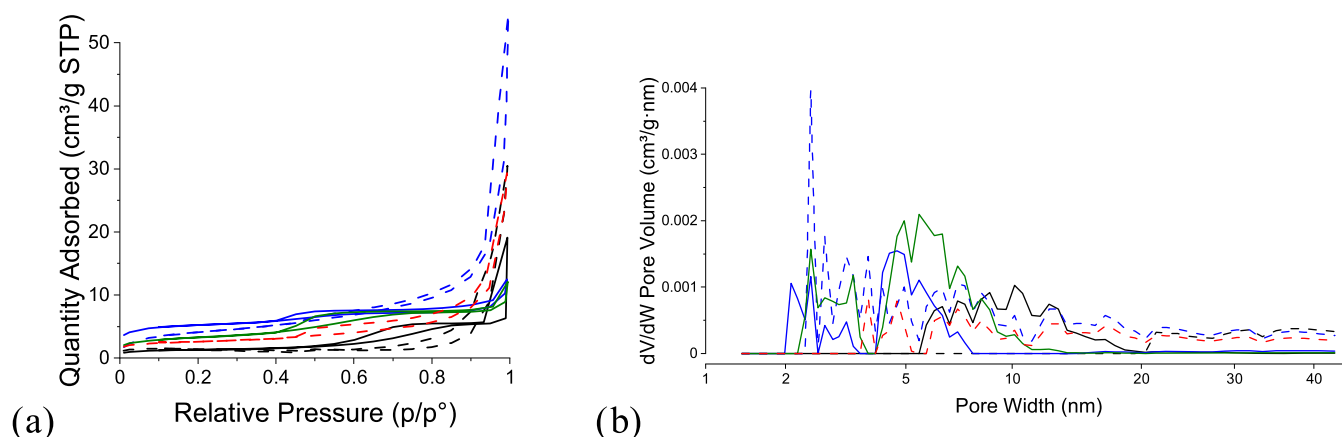 Quantity Adsorbed (cm³/g STP)
50
40
30
20
10
0
0 0.2 0.4 0.6 0.8 1
Relative Pressure (p/p°)
(a)
dV/dW Pore Volume (cm³/g·nm)
0.004
0.003
0.002
0.001
0
1 2 5 10 20 30 40
Pore Width (nm)
(b)